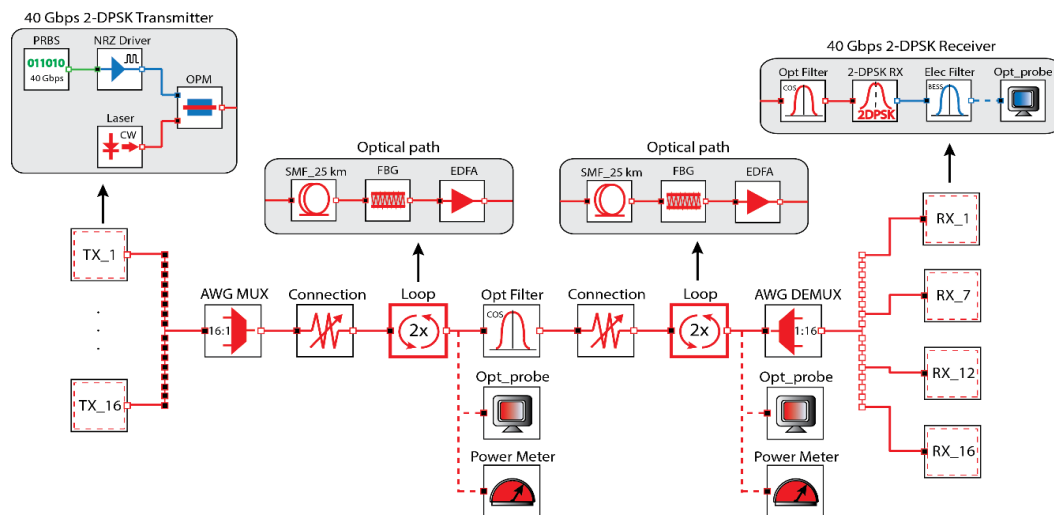 40 Gbps 2-DPSK Transmitter
PRBS
NRZ Driver
011010
40 Gbps
OPM
Laser
CW
40 Gbps 2-DPSK Receiver
Opt Filter
2-DPSK RX
Elec Filter
Opt_probe
COS
2DPSK
BESS
Optical path
SMF_25 km
FBG
EDFA
Optical path
SMF_25 km
FBG
EDFA
TX_1
.
.
.
TX_16
AWG MUX
16:1
Connection
Loop
2x
Opt Filter
COS
Connection
Loop
2x
AWG DEMUX
1:16
Opt_probe
Power Meter
Opt_probe
Power Meter
RX_1
RX_7
RX_12
RX_16